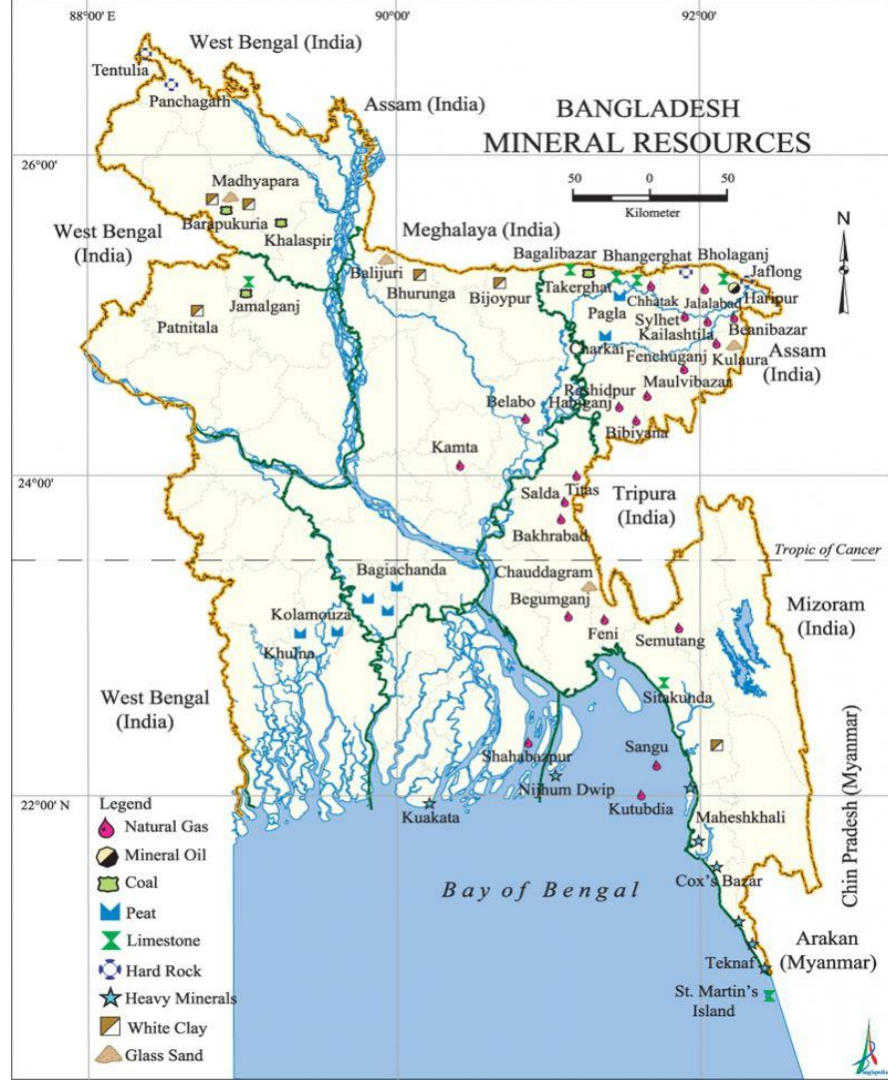 88°00' E
90°00'
92°00'
West Bengal (India)
Tentulia
Panchagarh
Assam (India)
BANGLADESH
MINERAL RESOURCES
26°00'
50
0
50
Kilometer
N
Madhyapara
Barapukuria
Khalaspir
West Bengal
(India)
Meghalaya (India)
Bagalibazar
Bhangerghat
Bholaganj
Jaflong
Balijuri
Bhurunga
Bijoypur
Takerghat
Chhatak
Jalalabad
Haripur
Jamalganj
Patnitala
Pagla
Sylhet
Beanibazar
Kailashtila
Charkai
Fenchuganj
Kulaura
Assam
(India)
Maulvibazar
Rashidpur
Habiganj
Belabo
Bibiyana
Kamta
24°00'
Salda
Titas
Tripura
(India)
Bakhrabad
Tropic of Cancer
Bagiachanda
Chauddagram
Begumganj
Mizoram
(India)
Kolamouza
Feni
Semutang
Khulna
West Bengal
(India)
Sitakunda
Shahabazpur
Sangu
Nijhum Dwip
Kutubdia
22°00' N
Kuakata
Maheshkhali
Chin Pradesh (Myanmar)
Legend
Natural Gas
Mineral Oil
Coal
Peat
Limestone
Hard Rock
Heavy Minerals
White Clay
Glass Sand
Bay of Bengal
Cox's Bazar
Teknaf
Arakan
(Myanmar)
St. Martin's
Island